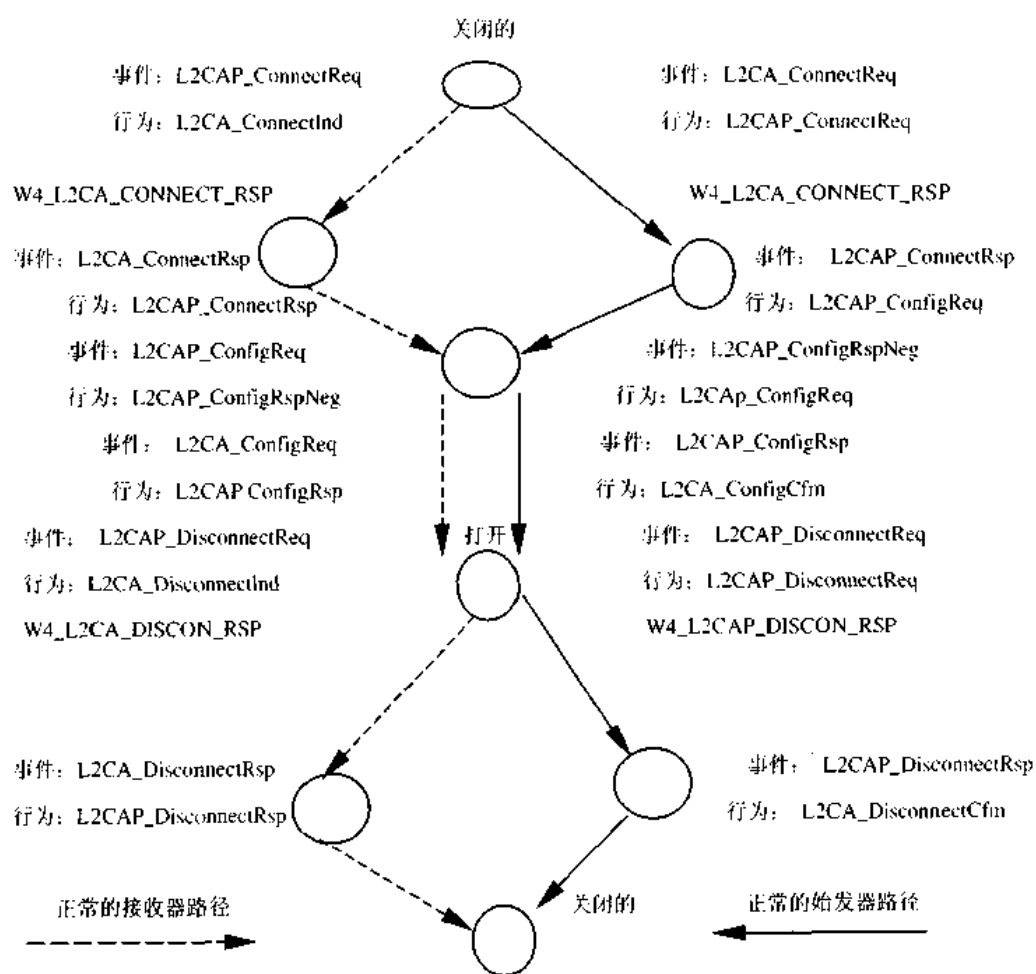 关闭的
事件：L2CAP_ConnectReq
事件：L2CA_ConnectReq
行为：L2CA_ConnectInd
行为：L2CAP_ConnectReq
W4_L2CA_CONNECT_RSP
W4_L2CA_CONNECT_RSP
事件：L2CA_ConnectRsp
事件：L2CAP_ConnectRsp
行为：L2CAP_ConnectRsp
行为：L2CAP_ConfigReq
事件：L2CAP_ConfigReq
事件：L2CAP_ConfigRspNeg
行为：L2CAP_ConfigRspNeg
行为：L2CAp_ConfigReq
事件：L2CA_ConfigReq
事件：L2CAP_ConfigRsp
行为：L2CAP ConfigRsp
行为：L2CA_ConfigCfm
事件：L2CAP_DisconnectReq
打开
事件：L2CAP_DisconnectReq
行为：L2CA_DisconnectInd
行为：L2CAP_DisconnectReq
W4_L2CA_DISCON_RSP
W4_L2CAP_DISCON_RSP
事件：L2CA_DisconnectRsp
事件：L2CAP_DisconnectRsp
行为：L2CAP_DisconnectRsp
行为：L2CA_DisconnectCfm
正常的接收器路径
关闭的
正常的始发器路径